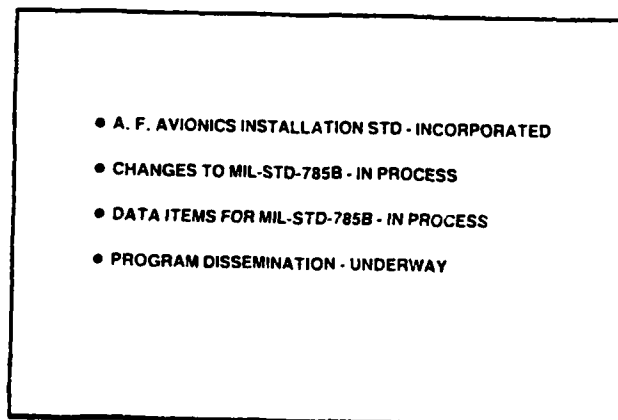 ● A. F. AVIONICS INSTALLATION STD - INCORPORATED
● CHANGES TO MIL-STD-785B - IN PROCESS
● DATA ITEMS FOR MIL-STD-785B - IN PROCESS
● PROGRAM DISSEMINATION - UNDERWAY